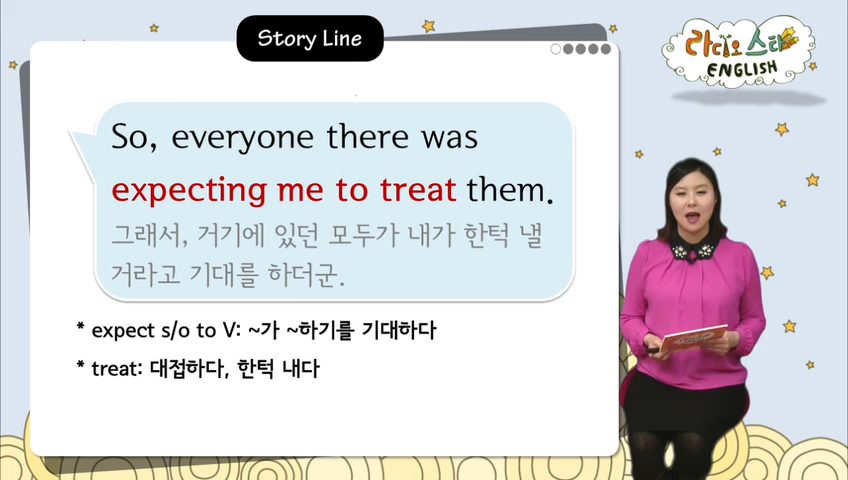 Story Line
라디오 스타
ENGLISH
So, everyone there was
expecting me to treat them.
그래서, 거기에 있던 모두가 내가 한턱 낼
거라고 기대를 하더군.
* expect s/o to V: ~가 ~하기를 기대하다
* treat: 대접하다, 한턱 내다